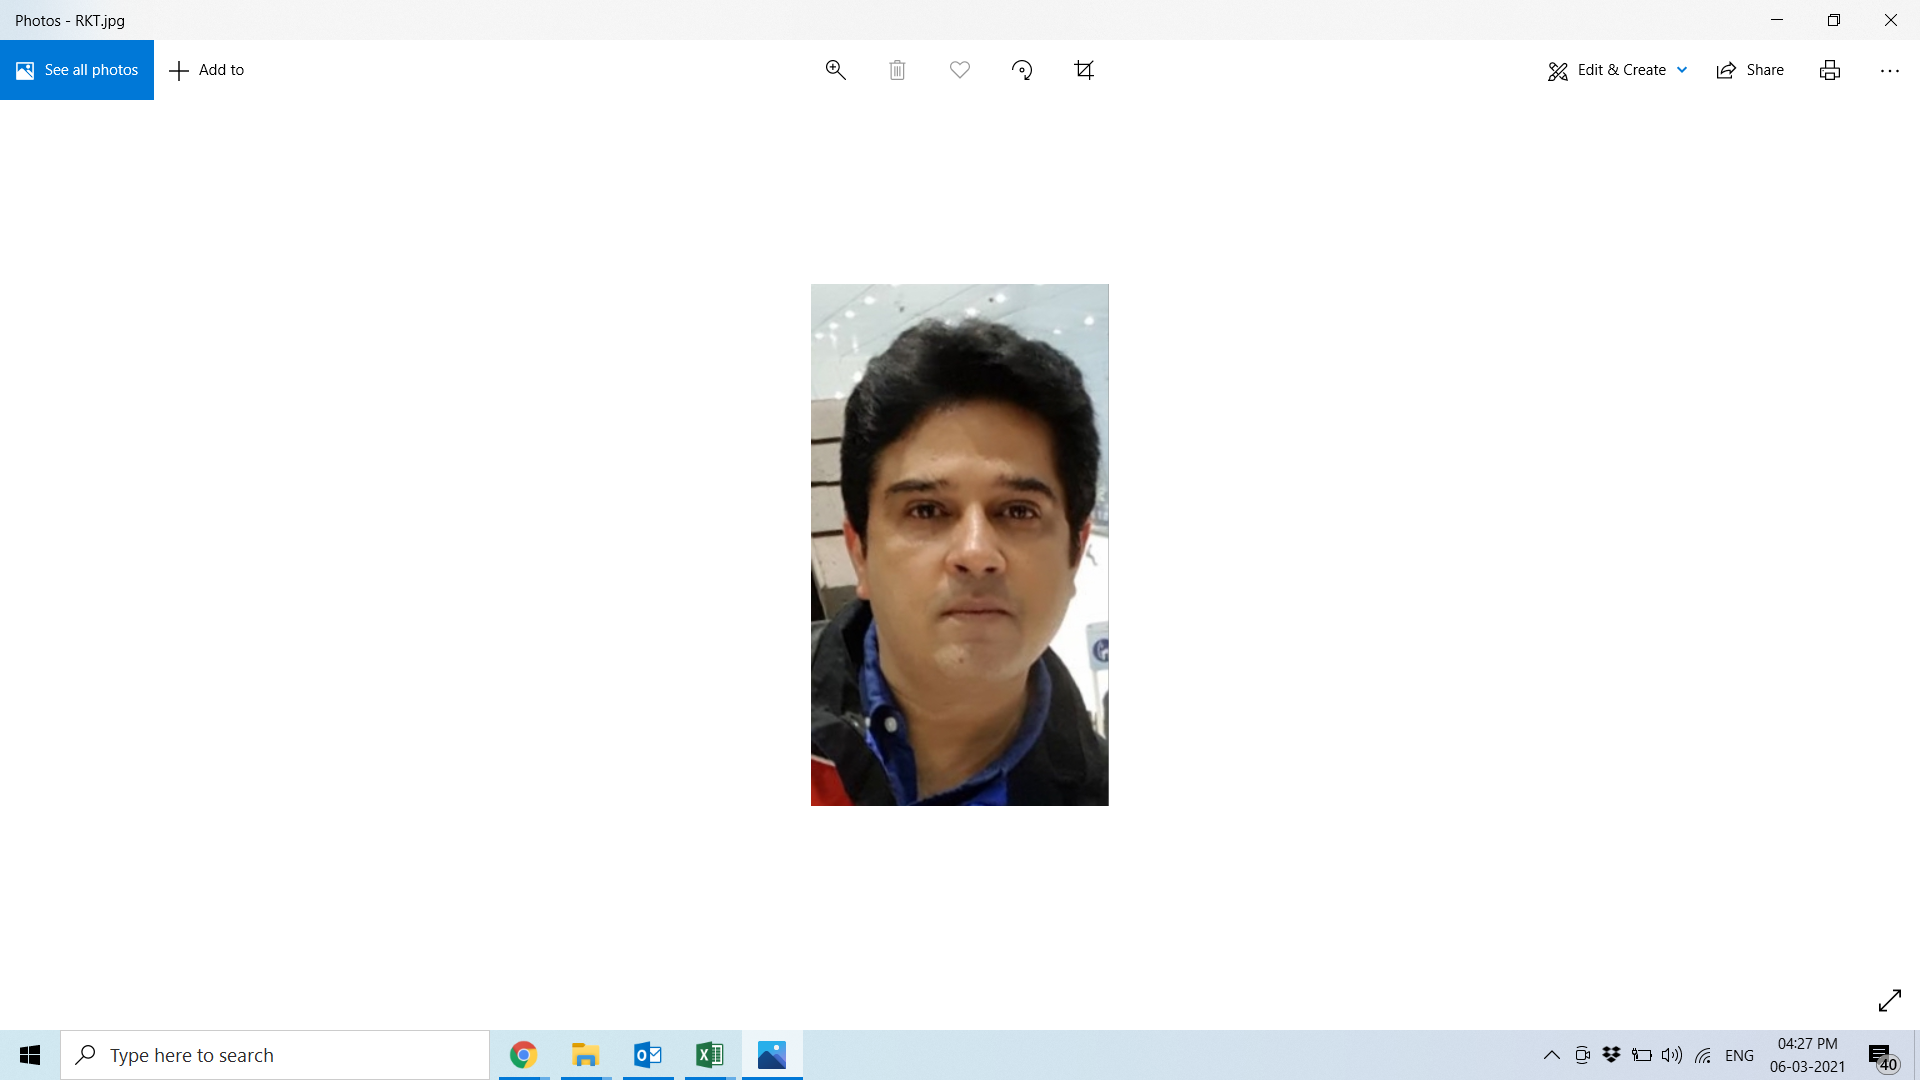 Photos - RKT.jpg
See all photos
Add to
Edit & Create
Share
Type here to search
ENG
04:27 PM
06-03-2021
40